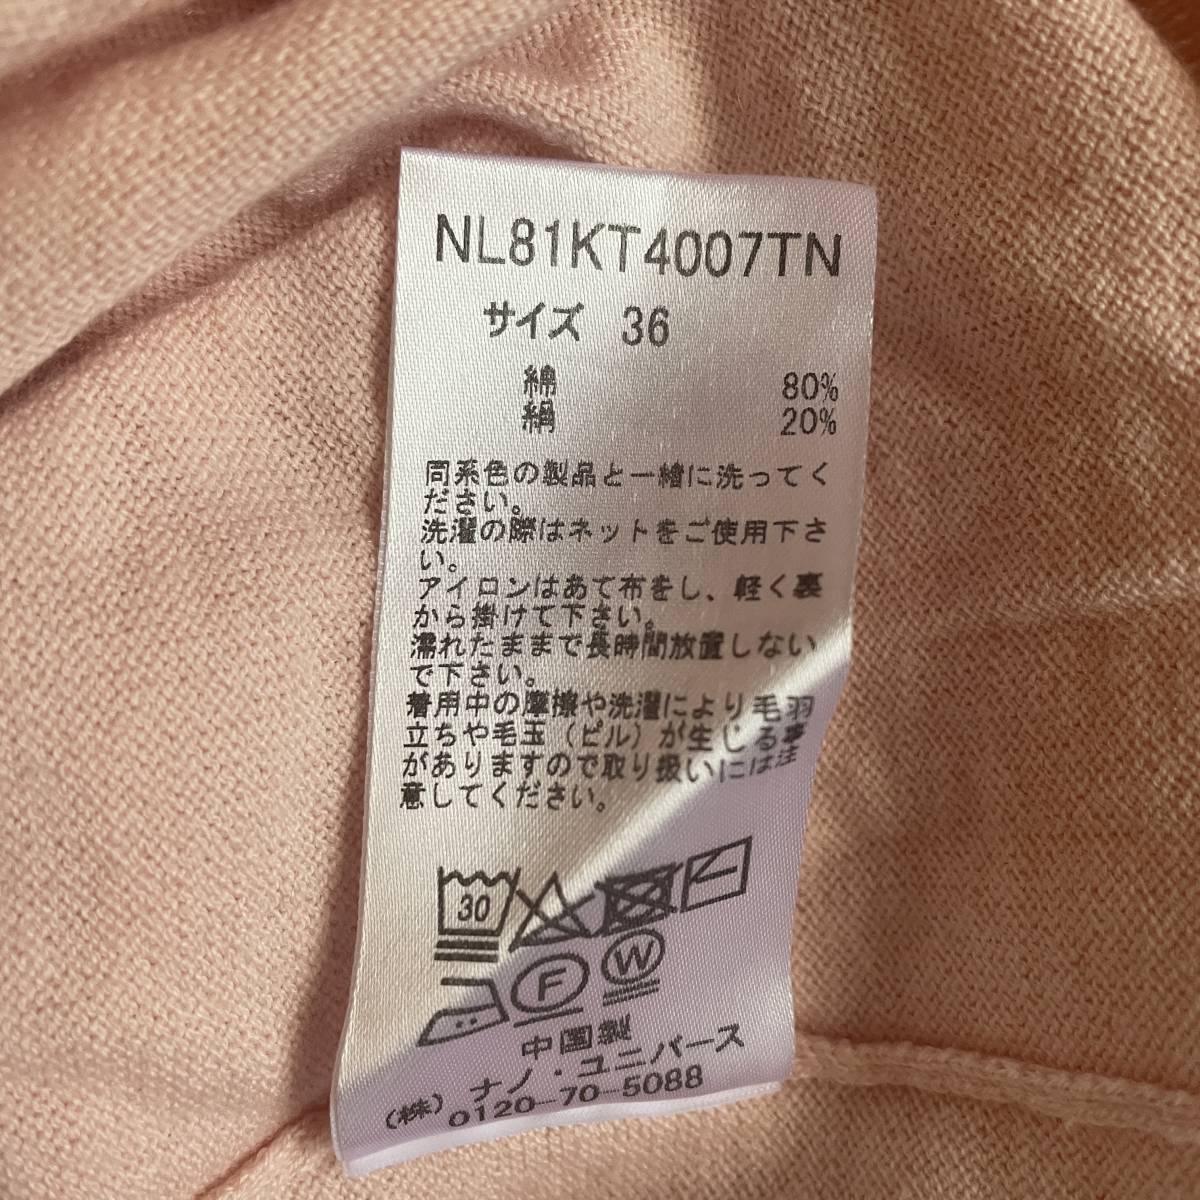 NL81KT4007TN
サイズ 36
綿 80%
絹 20%
同系色の製品と一緒に洗ってく
ださい。
洗濯の際はネットをご使用下さ
い。
アイロンはあて布をし、軽く裏
から掛けて下さい。
濡れたままで長時間放置しない
で下さい。
着用中の摩擦や洗濯により毛羽
立ちや毛玉（ピル）が生じる事
がありますので取り扱いには注
意してください。
30
F W
中国製
（株）ナノ・ユニバース
0120-70-5088